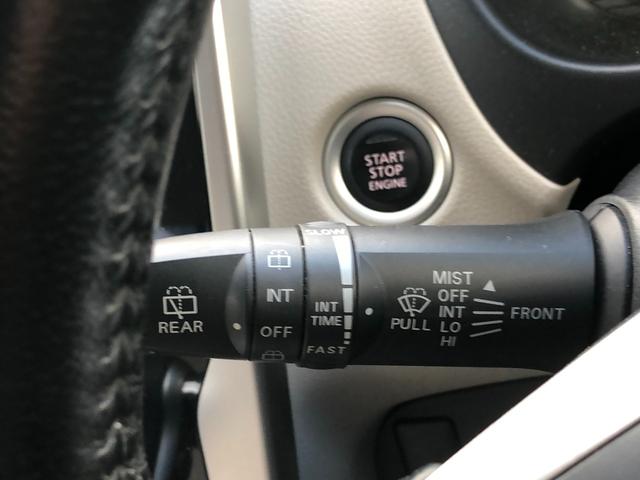 START
STOP
ENGINE
REAR
INT
OFF
SLOW
INT
TIME
FAST
PULL
MIST
OFF
INT
LO
HI
FRONT